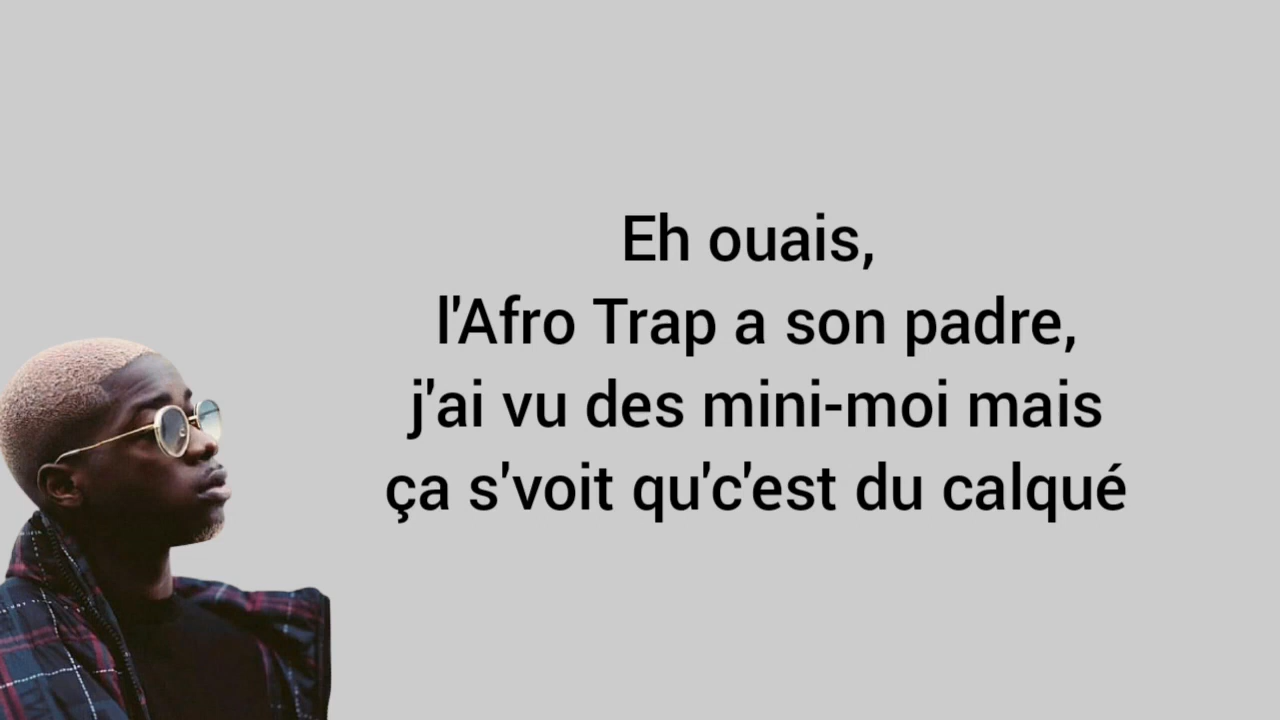 Eh ouais,
l'Afro Trap a son padre,
j'ai vu des mini-moi mais
ça s'voit qu'c'est du calqué